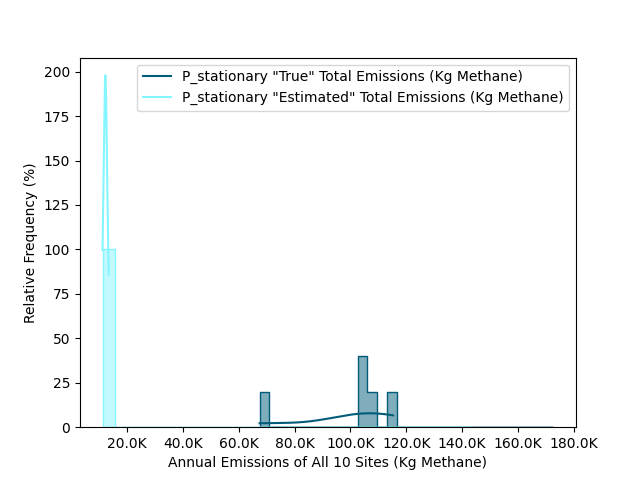 P_stationary "True" Total Emissions (Kg Methane)
P_stationary "Estimated" Total Emissions (Kg Methane)
Relative Frequency (%)
200
175
150
125
100
75
50
25
0
20.0K 40.0K 60.0K 80.0K 100.0K 120.0K 140.0K 160.0K 180.0K
Annual Emissions of All 10 Sites (Kg Methane)